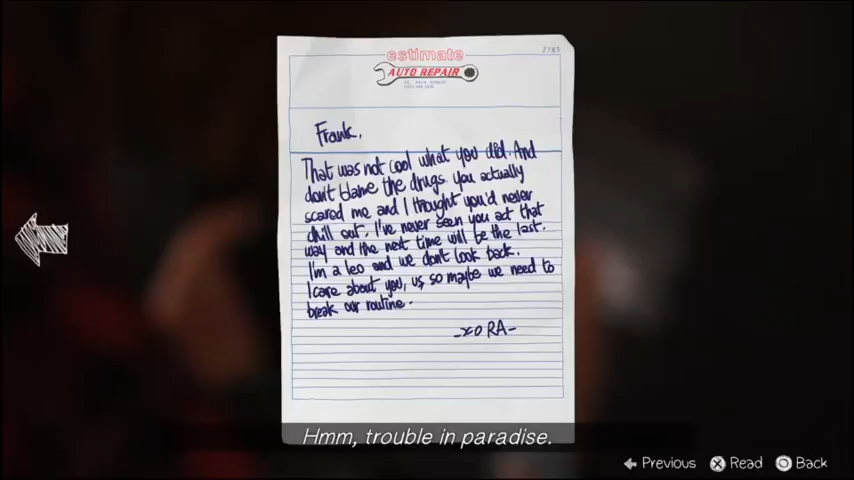 2783
estimate
AUTO REPAIR
Frank,
That was not cool what you did. And
don't blame the drugs. You actually
scared me and I thought you'd never
chill out. I've never seen you act that
way and the next time will be the last.
I'm a leo and we don't look back.
I care about you, us, so maybe we need to
break our routine.
-xo RA-
Hmm, trouble in paradise.
Previous Read Back